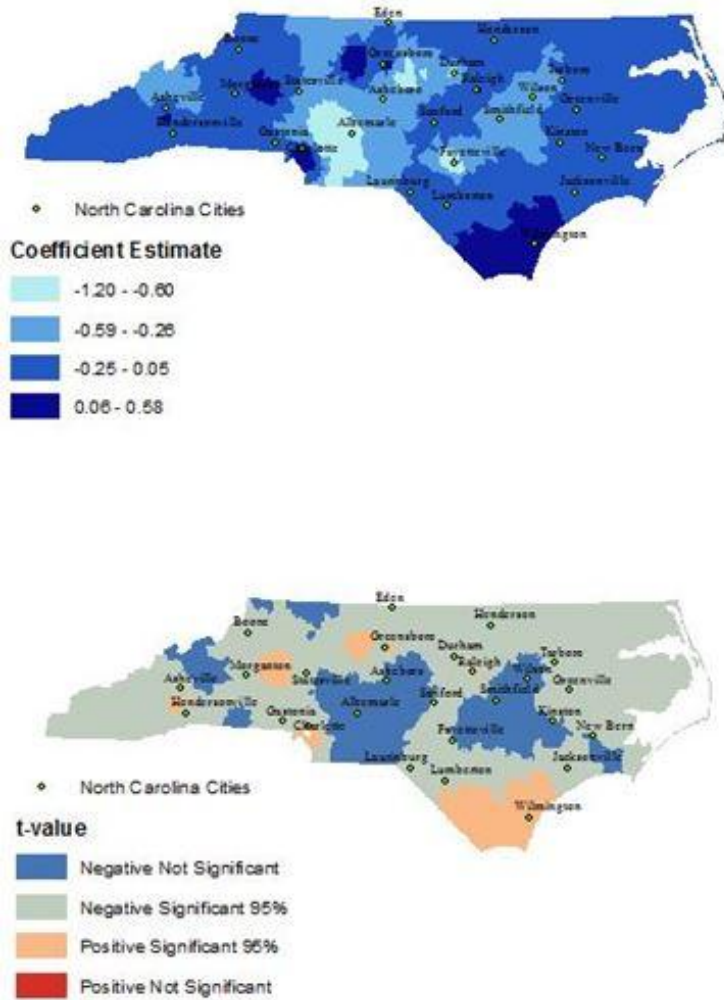 Eden
Boone
Henderson
Greensboro
Durham
Raleigh
Tarboro
Morganton
Statesville
Wilson
Asheville
Asheboro
Greenville
Sanford
Smithfield
Hendersonville
Gastonia
Albemarle
Kinston
Charlotte
Fayetteville
New Bern
Laurinburg
Lumberton
Jacksonville
Wilmington
North Carolina Cities
Coefficient Estimate
-1.20 - -0.60
-0.59 - -0.26
-0.25 - 0.05
0.06 - 0.58
Eden
Boone
Henderson
Greensboro
Durham
Raleigh
Tarboro
Morganton
Statesville
Asheboro
Wilson
Asheville
Greenville
Hendersonville
Sanford
Smithfield
Albemarle
Gastonia
Charlotte
Kinston
Fayetteville
New Bern
Laurinburg
Lumberton
Jacksonville
Wilmington
North Carolina Cities
t-value
Negative Not Significant
Negative Significant 95%
Positive Significant 95%
Positive Not Significant